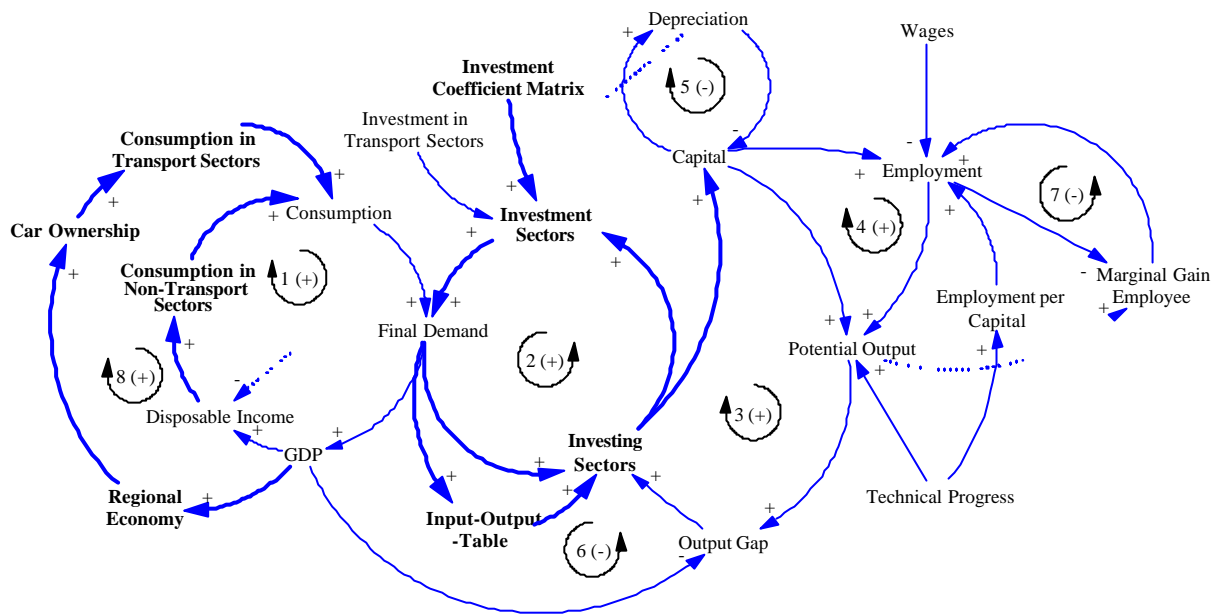 Depreciation
+
Wages
Investment
Coefficient Matrix
5 (-)
Investment in
Transport Sectors
Consumption in
Transport Sectors
-
-
Capital
+
+
Employment
7 (-)
+
+
+
Consumption
+
+
+
Investment
Sectors
+
4 (+)
+
Car Ownership
+
Consumption in
Non-Transport
Sectors
1 (+)
+
-
Marginal Gain
Employee
+
Employment per
Capital
+
+
+
+
+
Final Demand
2 (+)
+
Potential Output
+
+
8 (+)
-
3 (+)
Disposable Income
+
+
GDP
Investing
Sectors
+
+
+
Regional
Economy
+
+
+
Technical Progress
Input-Output
-Table
+
6 (-)
-
Output Gap